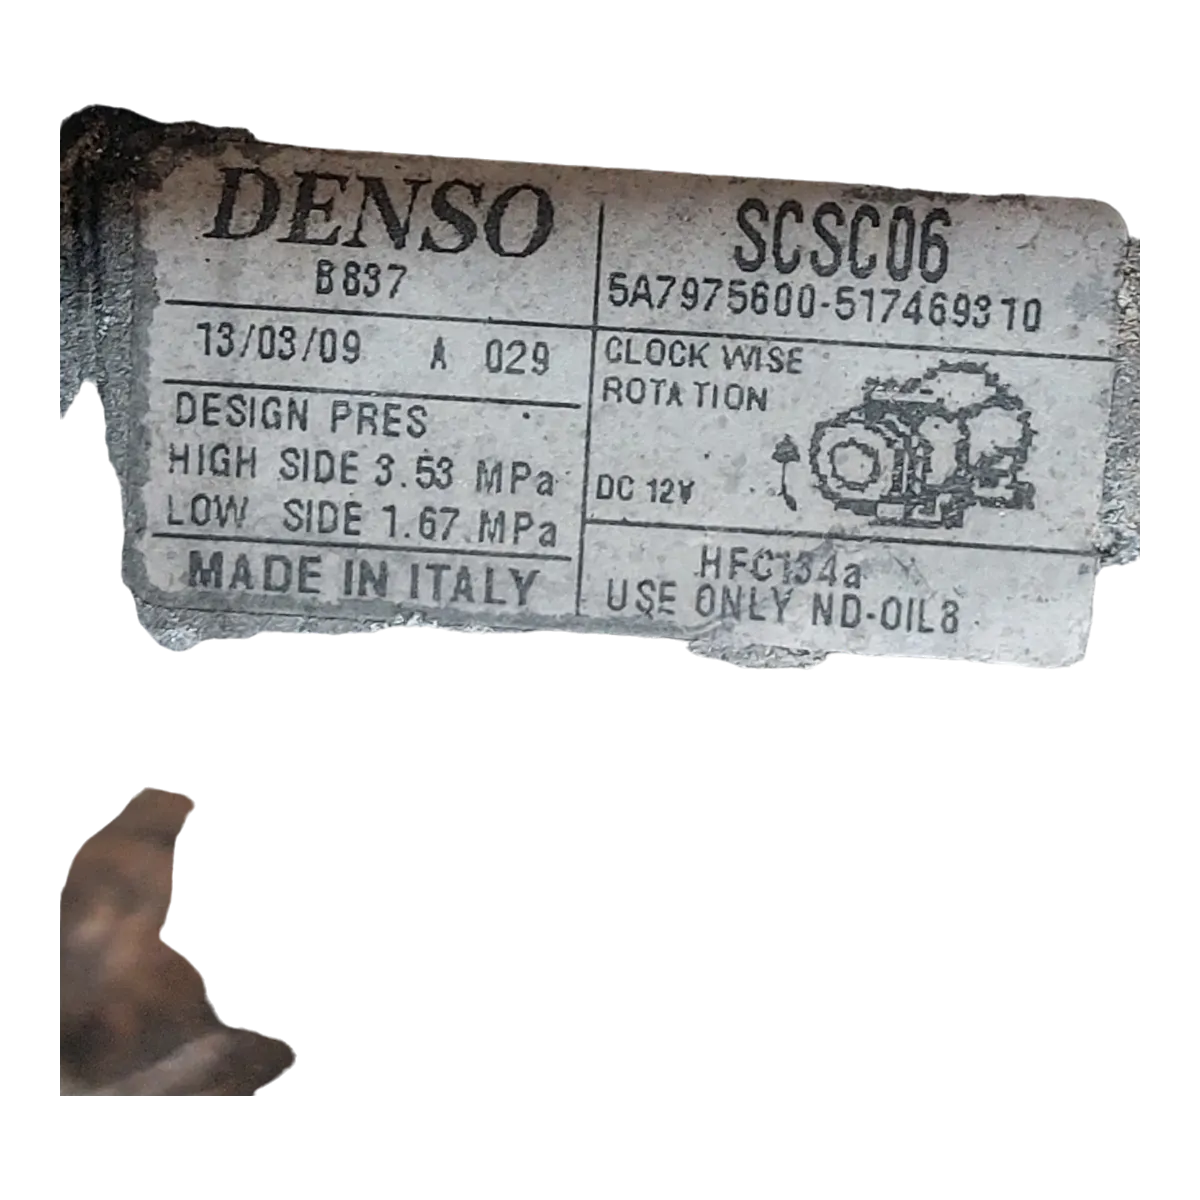 DENSO
B837
13/03/09 A 029
DESIGN PRES
HIGH SIDE 3.53 MPa
LOW SIDE 1.67 MPa
MADE IN ITALY
SCSC06
5A7975600-517469310
CLOCK WISE
ROTATION
DC 12V
HFC134a
USE ONLY ND-OIL8